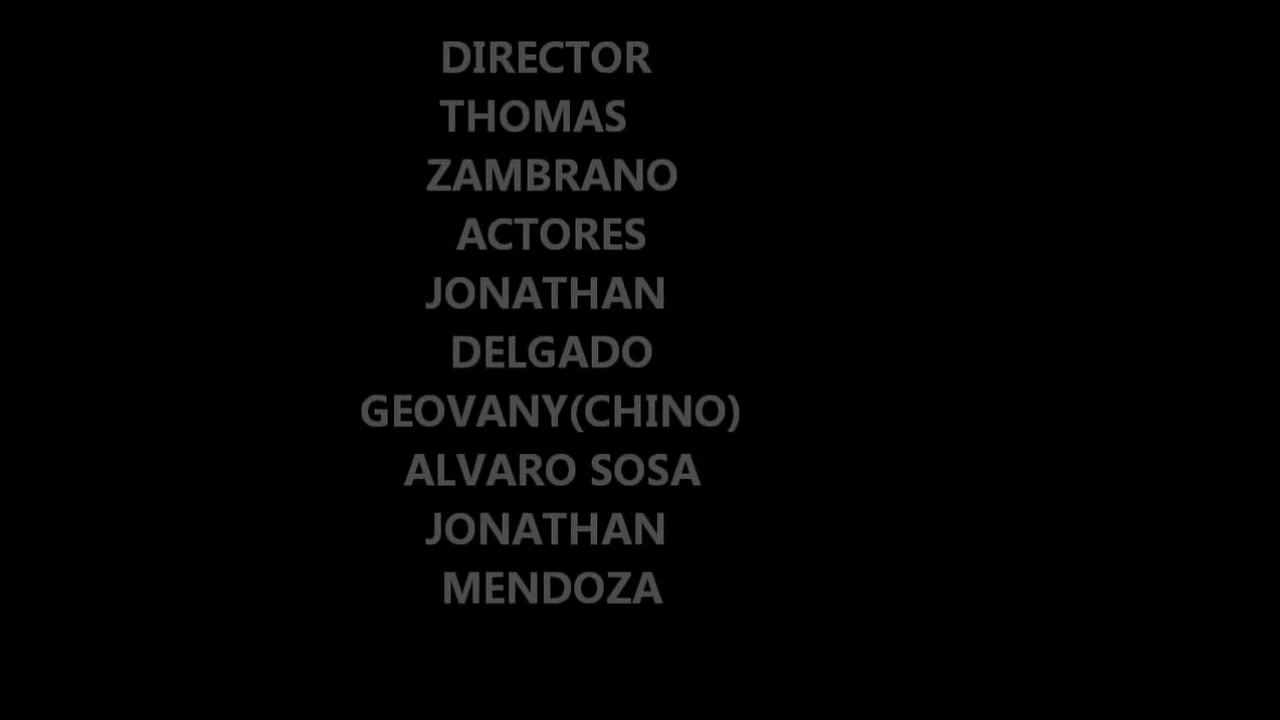 DIRECTOR
THOMAS
ZAMBRANO
ACTORES
JONATHAN
DELGADO
GEOVANY(CHINO)
ALVARO SOSA
JONATHAN
MENDOZA